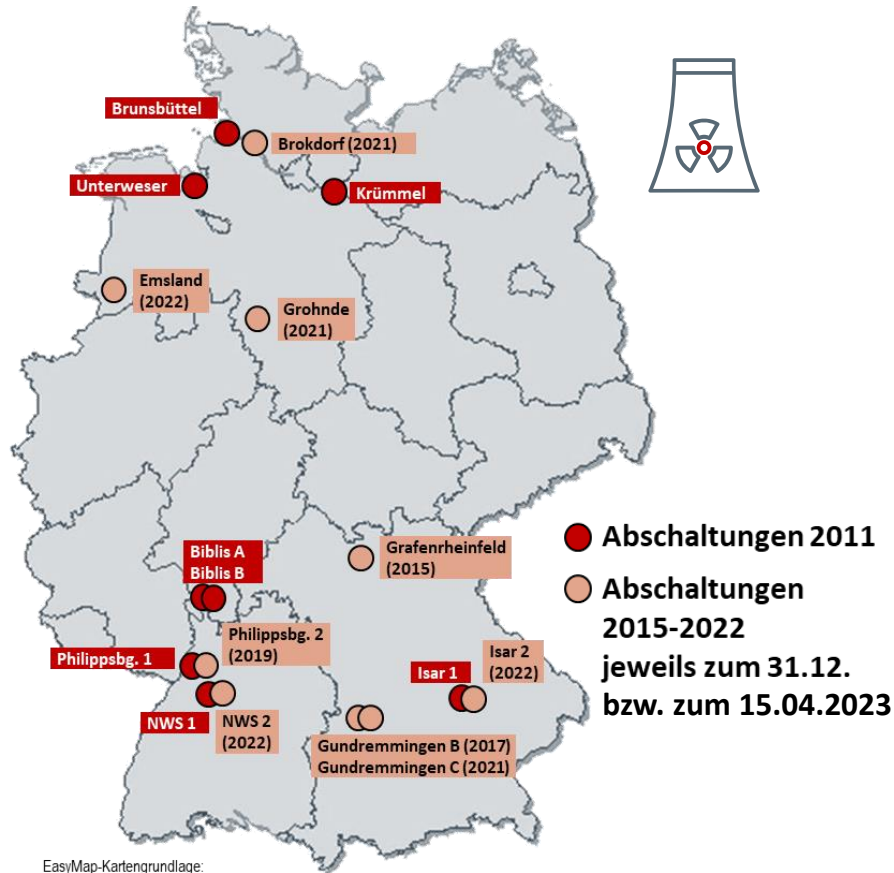 Brunsbüttel
Brokdorf (2021)
Unterweser
Krümmel
Emsland
(2022)
Grohnde
(2021)
Biblis A
Biblis B
Grafenrheinfeld
(2015)
Abschaltungen 2011
Abschaltungen
2015-2022
jeweils zum 31.12.
bzw. zum 15.04.2023
Philippsbg. 2
(2019)
Philippsbg. 1
Isar 1
Isar 2
(2022)
NWS 1
NWS 2
(2022)
Gundremmingen B (2017)
Gundremmingen C (2021)
EasyMap-Kartengrundlage: